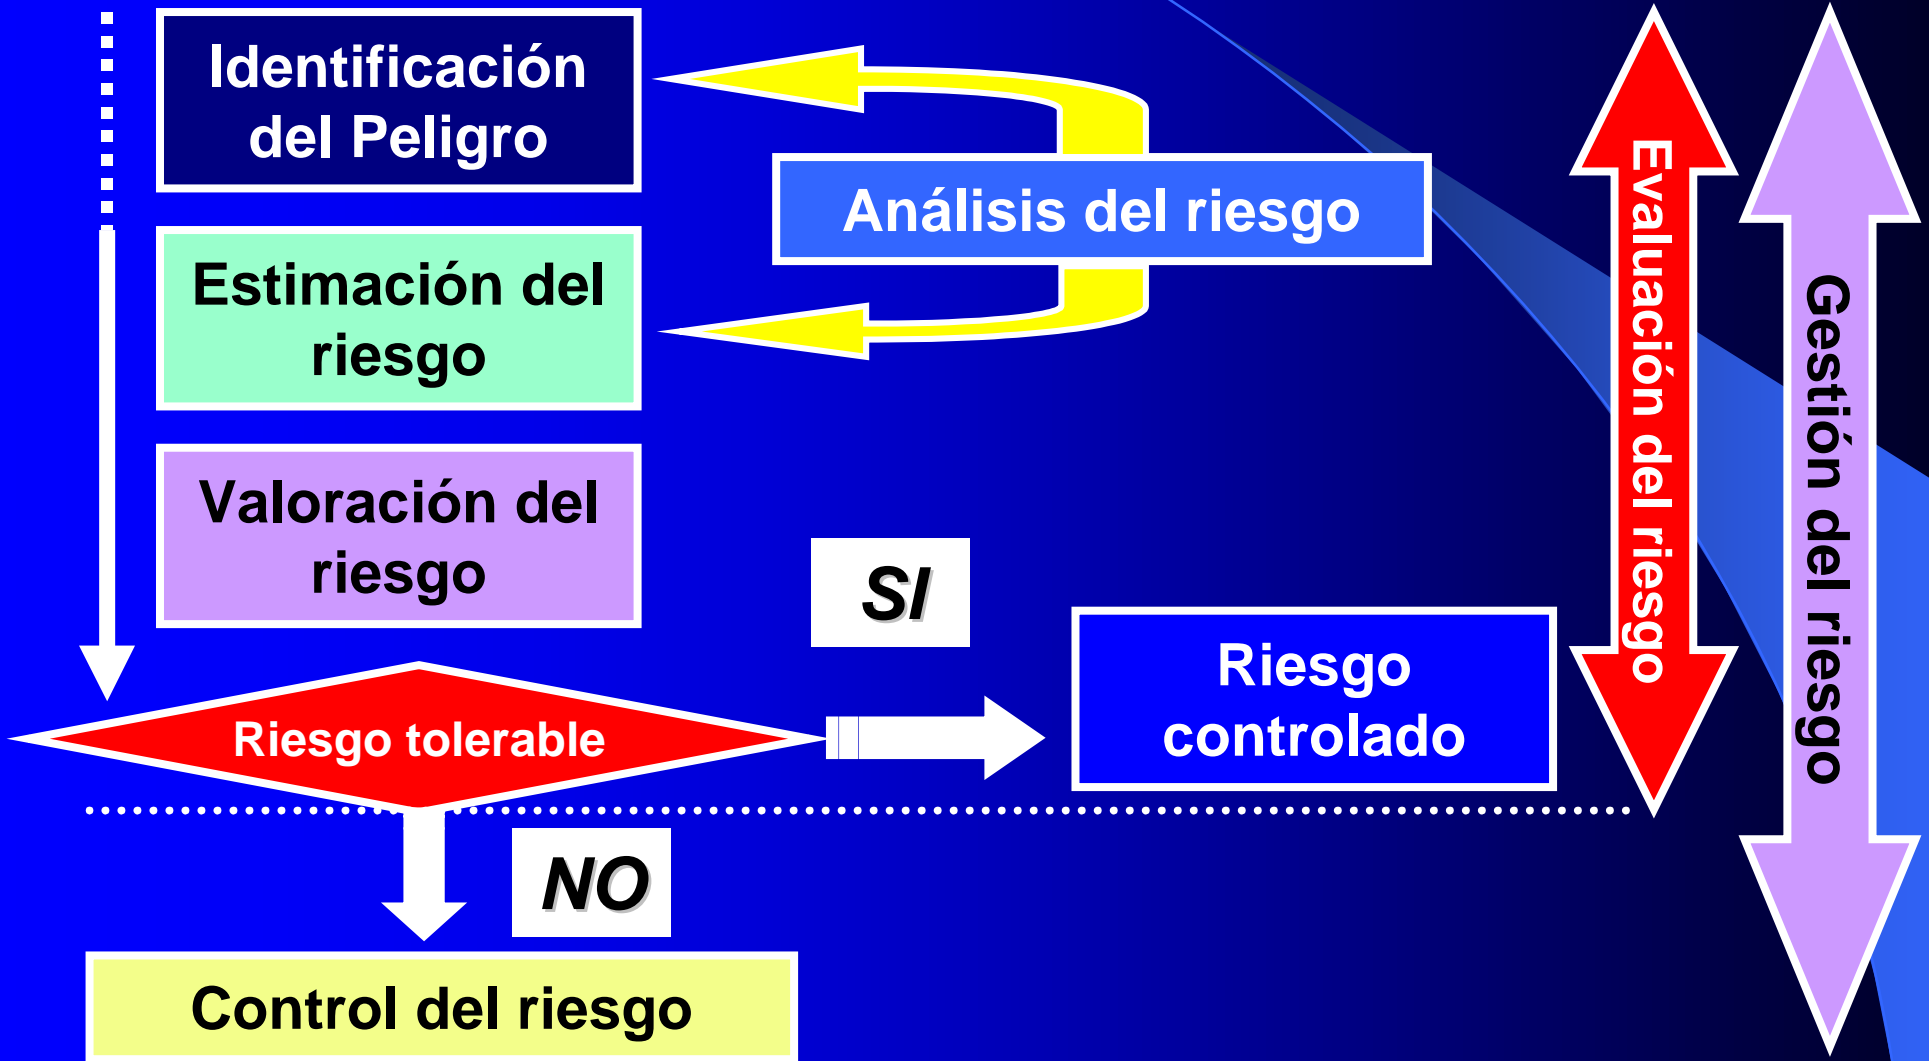 Identificación
del Peligro
Análisis del riesgo
Estimación del
riesgo
Valoración del
riesgo
SI
Riesgo
controlado
Riesgo tolerable
NO
Control del riesgo
Evaluación del riesgo
Gestión del riesgo